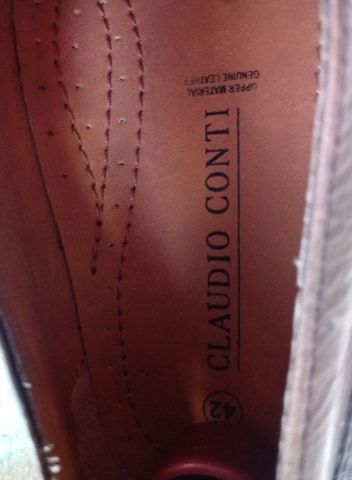 UPPER MATERIAL
GENUINE LEATHER
CLAUDIO CONTI
42